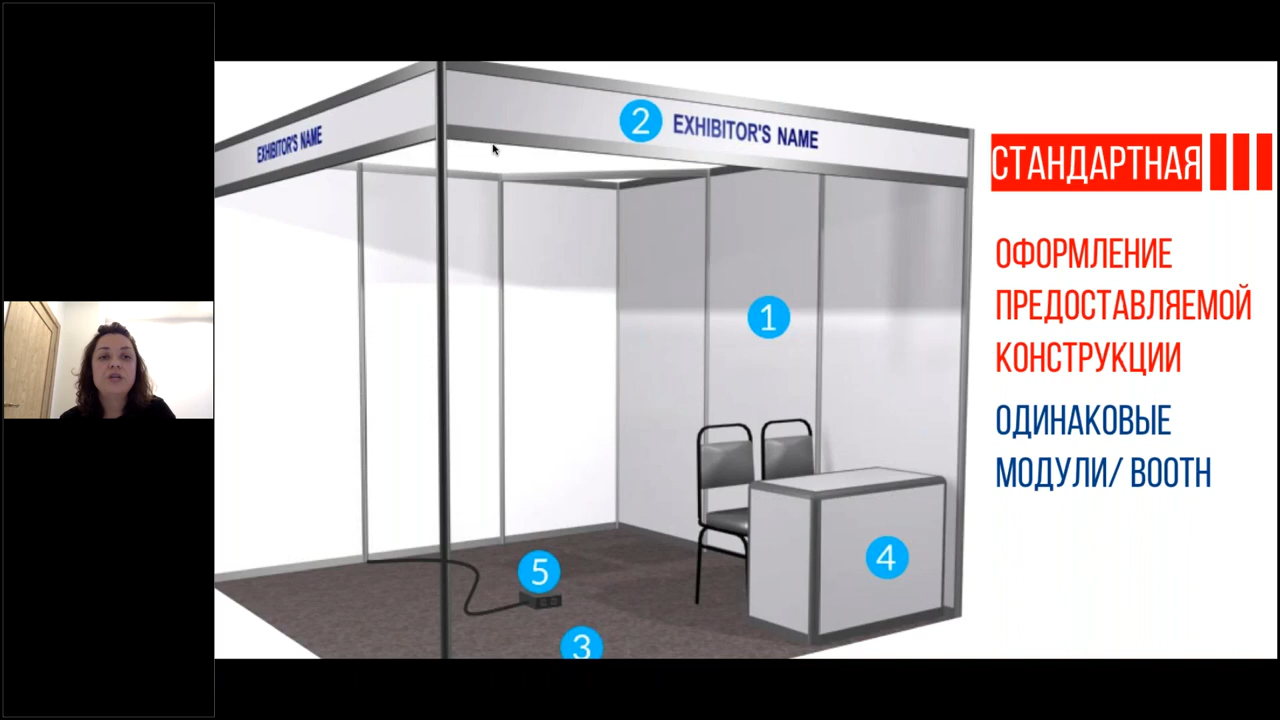 EXHIBITOR'S NAME
2 EXHIBITOR'S NAME
СТАНДАРТНАЯ
ОФОРМЛЕНИЕ
ПРЕДОСТАВЛЯЕМОЙ
КОНСТРУКЦИИ
ОДИНАКОВЫЕ
МОДУЛИ/ BOOTH
1
4
5
3